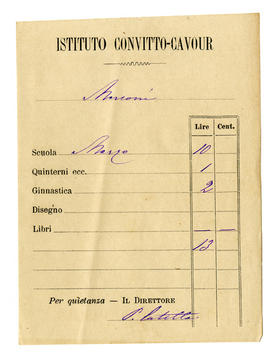 ISTITUTO CONVITTO-CAVOUR
Marconi
Lire Cent.
Scuola Marzo 10
Quinterni ecc. 1
Ginnastica 2
Disegno
Libri — —
13
Per quietanza — IL DIRETTORE
P.